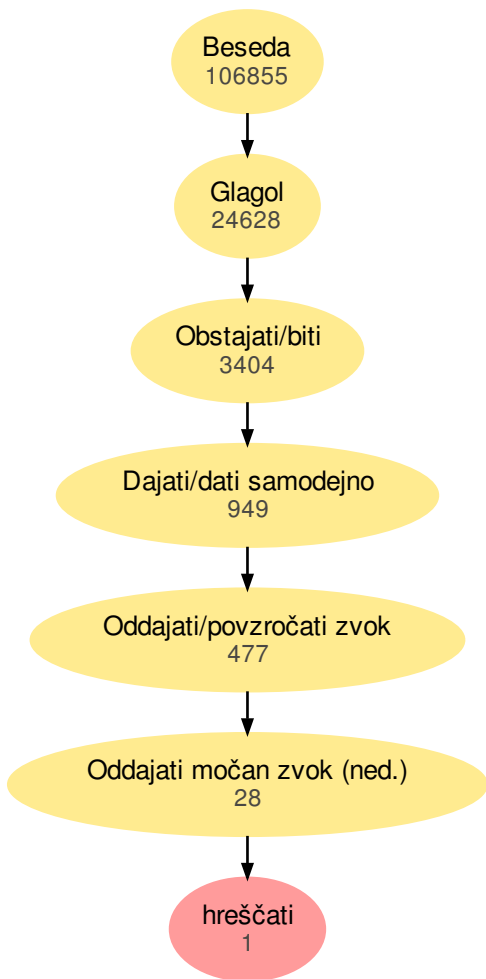 Beseda
106855
Glagol
24628
Obstajati/biti
3404
Dajati/dati samodejno
949
Oddajati/povzročati zvok
477
Oddajati močan zvok (ned.)
28
hreščati
1